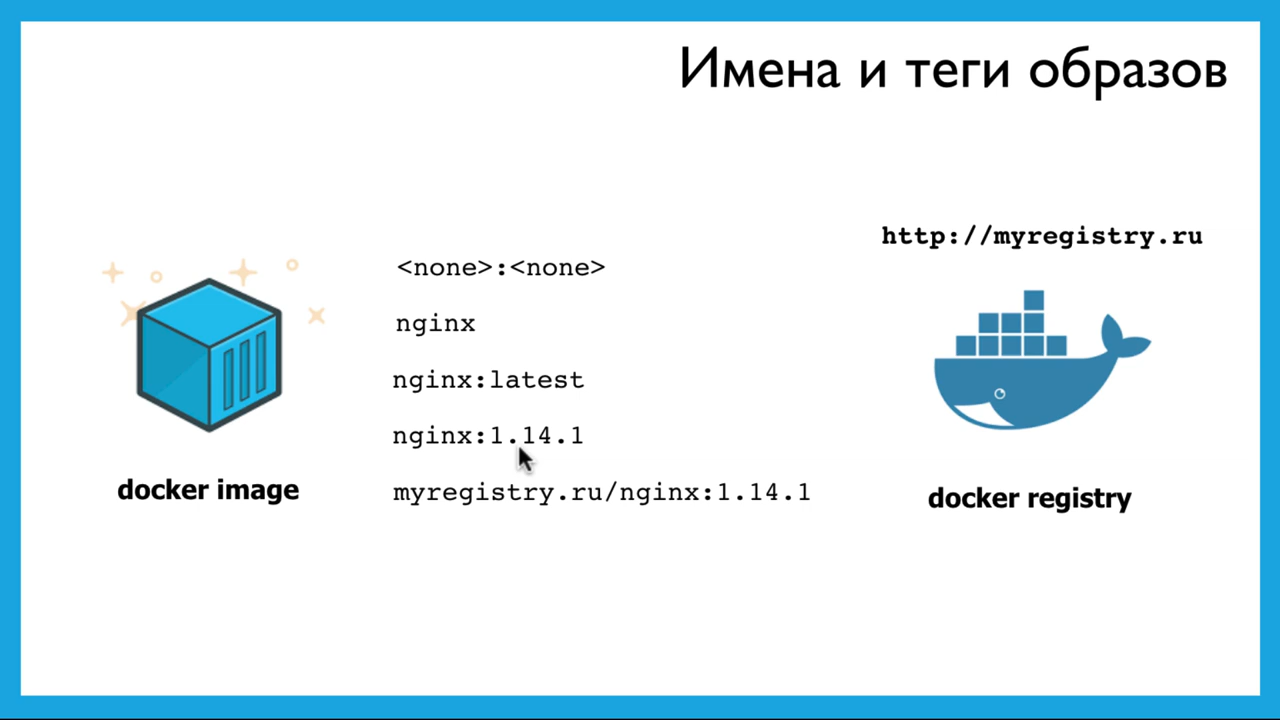 Имена и теги образов
http://myregistry.ru
<none>:<none>
nginx
nginx:latest
nginx:1.14.1
myregistry.ru/nginx:1.14.1
docker image
docker registry